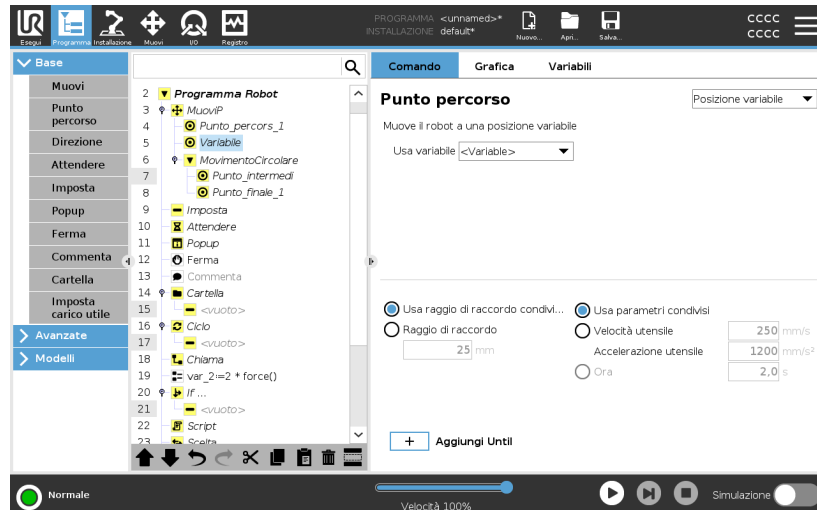 PROGRAMMA <unnamed>*
INSTALLAZIONE default*
Nuovo... Apri... Salva...
cccc
cccc
Esegui Programma Installazione Muovi I/O Registro
Base
Muovi
Punto
percorso
Direzione
Attendere
Imposta
Popup
Ferma
Commenta
Cartella
Imposta
carico utile
Avanzate
Modelli
2 Programma Robot
3 MuoviP
4 Punto_percors_1
5 Variabile
6 MovimentoCircolare
7 Punto_intermedi
8 Punto_finale_1
9 Imposta
10 Attendere
11 Popup
12 Ferma
13 Commenta
14 Cartella
15 <vuoto>
16 Ciclo
17 <vuoto>
18 Chiama
19 var_2:=2 * force()
20 If ...
21 <vuoto>
22 Script
23 Scelta
Comando Grafica Variabili
Punto percorso
Posizione variabile
Muove il robot a una posizione variabile
Usa variabile <Variable>
Usa raggio di raccordo condivi...
Raggio di raccordo
25 mm
Usa parametri condivisi
Velocità utensile 250 mm/s
Accelerazione utensile 1200 mm/s²
Ora 2,0 s
+ Aggiungi Until
Normale
Velocità 100%
Simulazione